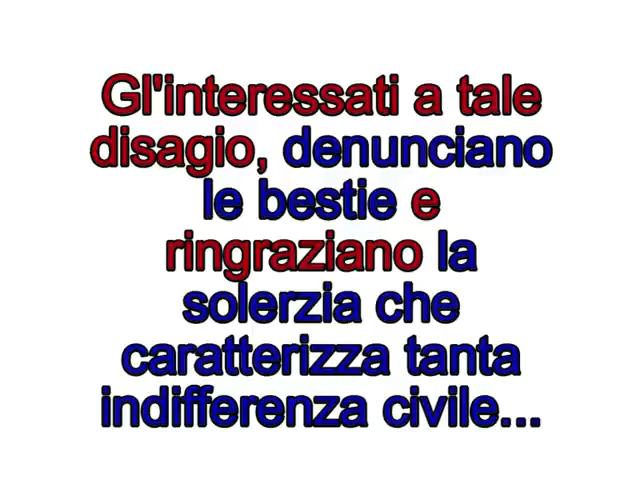 Gl'interessati a tale
disagio, denunciano
le bestie e
ringraziano la
solerzia che
caratterizza tanta
indifferenza civile...